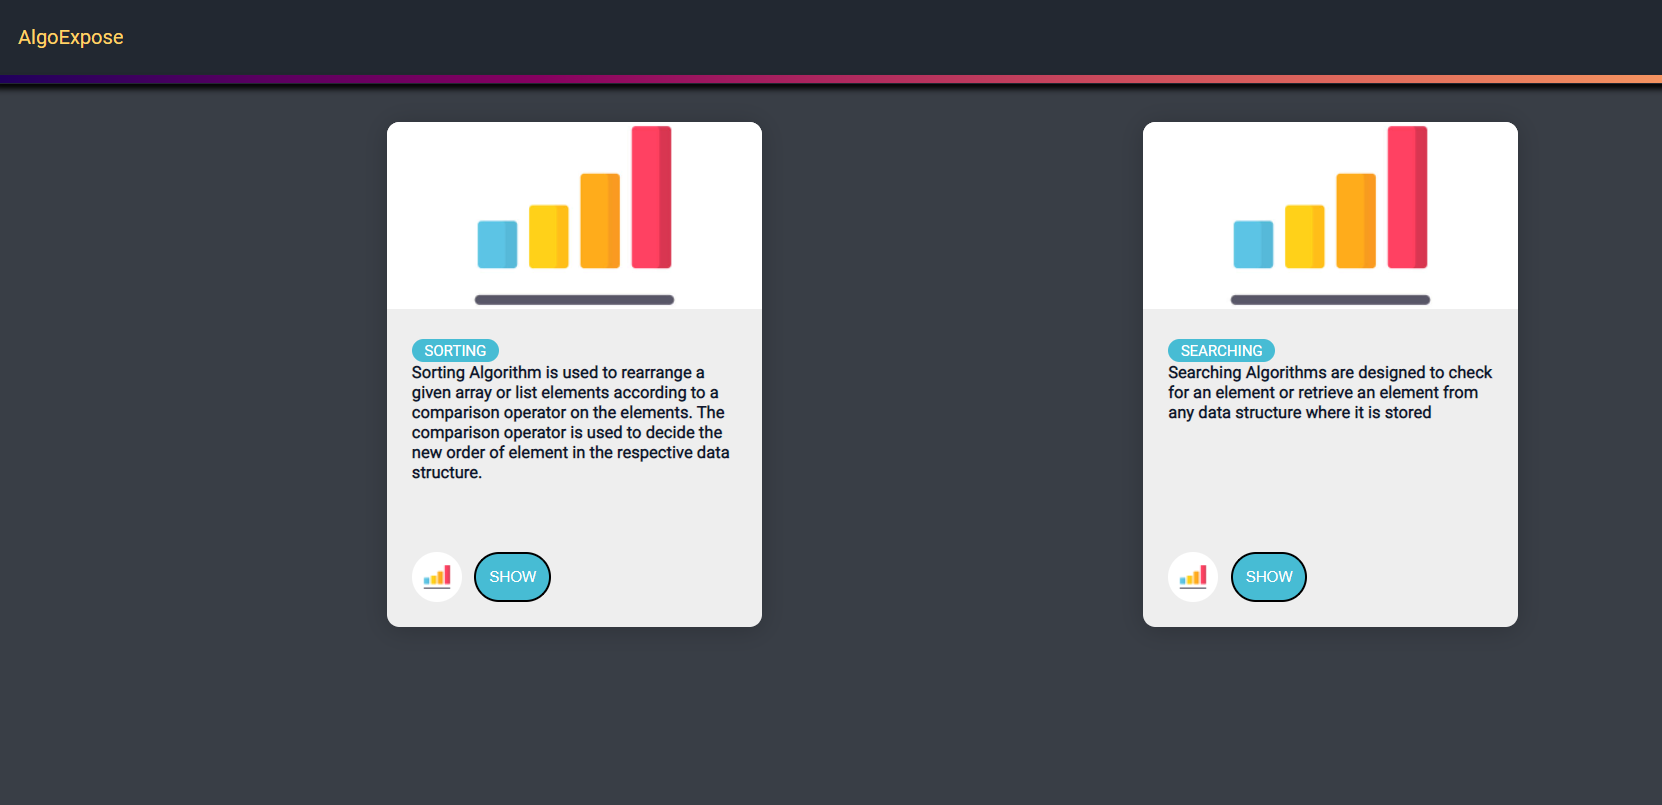 AlgoExpose
SORTING
Sorting Algorithm is used to rearrange a
given array or list elements according to a
comparison operator on the elements. The
comparison operator is used to decide the
new order of element in the respective data
structure.
SHOW
SEARCHING
Searching Algorithms are designed to check
for an element or retrieve an element from
any data structure where it is stored
SHOW